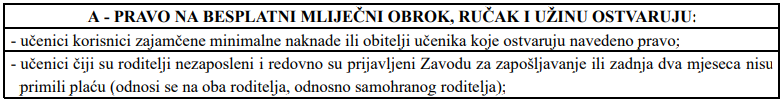 A - PRAVO NA BESPLATNI MLIJEČNI OBROK, RUČAK I UŽINU OSTVARUJU:
- učenici korisnici zajamčene minimalne naknade ili obitelji učenika koje ostvaruju navedeno pravo;
- učenici čiji su roditelji nezaposleni i redovno su prijavljeni Zavodu za zapošljavanje ili zadnja dva mjeseca nisu
primili plaću (odnosi se na oba roditelja, odnosno samohranog roditelja);